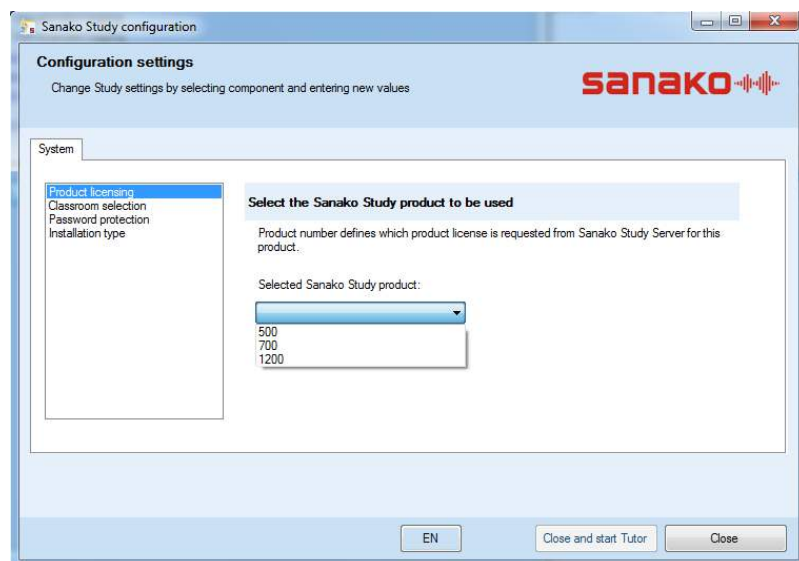 Sanako Study configuration
Configuration settings
Change Study settings by selecting component and entering new values
sanako
System
Product licensing
Classroom selection
Password protection
Installation type
Select the Sanako Study product to be used
Product number defines which product license is requested from Sanako Study Server for this
product.
Selected Sanako Study product:
500
700
1200
EN
Close and start Tutor
Close